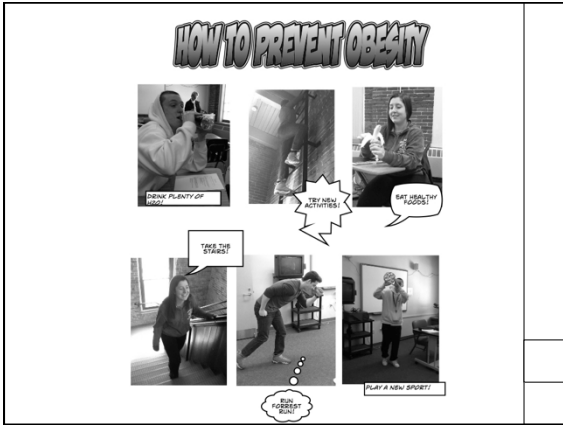 HOW TO PREVENT OBESITY
DRINK PLENTY OF
H2O!
TRY NEW
ACTIVITIES!
EAT HEALTHY
FOODS!
TAKE THE
STAIRS!
RUN
FORREST
RUN!
PLAY A NEW SPORT!